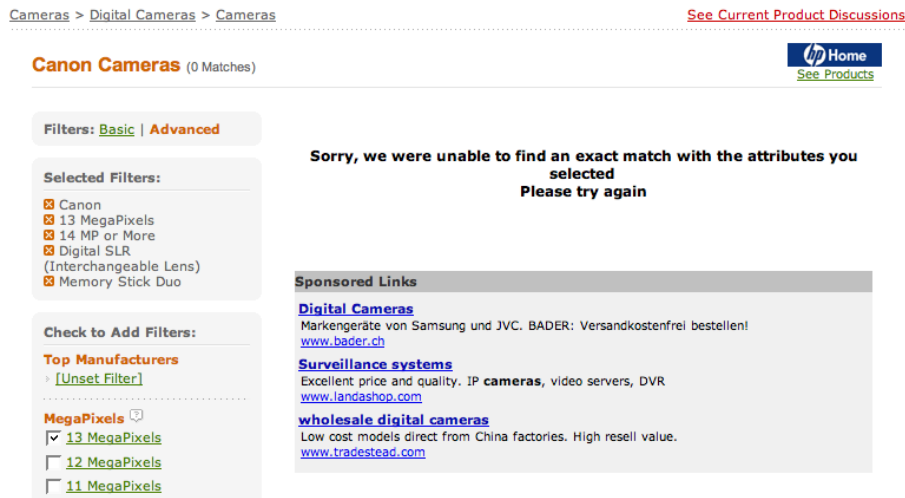 Cameras > Digital Cameras > Cameras
See Current Product Discussions
Canon Cameras (0 Matches)
hp Home
See Products
Filters: Basic | Advanced
Selected Filters:
Canon
13 MegaPixels
14 MP or More
Digital SLR
(Interchangeable Lens)
Memory Stick Duo
Check to Add Filters:
Top Manufacturers
[Unset Filter]
MegaPixels ?
13 MegaPixels
12 MegaPixels
11 MegaPixels
Sorry, we were unable to find an exact match with the attributes you
selected
Please try again
Sponsored Links
Digital Cameras
Markengeräte von Samsung und JVC. BADER: Versandkostenfrei bestellen!
www.bader.ch
Surveillance systems
Excellent price and quality. IP cameras, video servers, DVR
www.landashop.com
wholesale digital cameras
Low cost models direct from China factories. High resell value.
www.tradestead.com